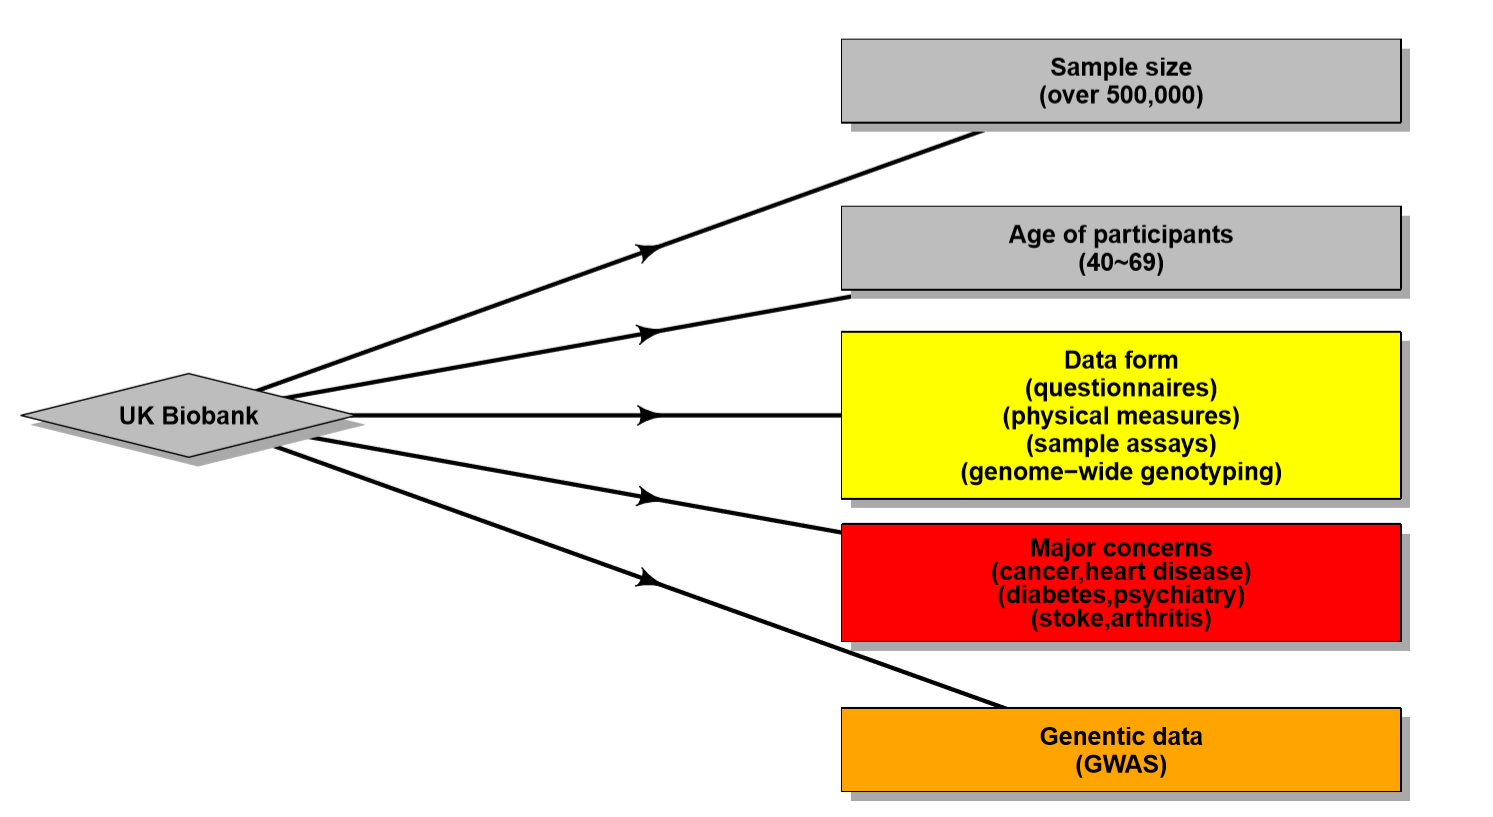 Sample size
(over 500,000)
Age of participants
(40~69)
UK Biobank
Data form
(questionnaires)
(physical measures)
(sample assays)
(genome−wide genotyping)
Major concerns
(cancer,heart disease)
(diabetes,psychiatry)
(stoke,arthritis)
Genentic data
(GWAS)